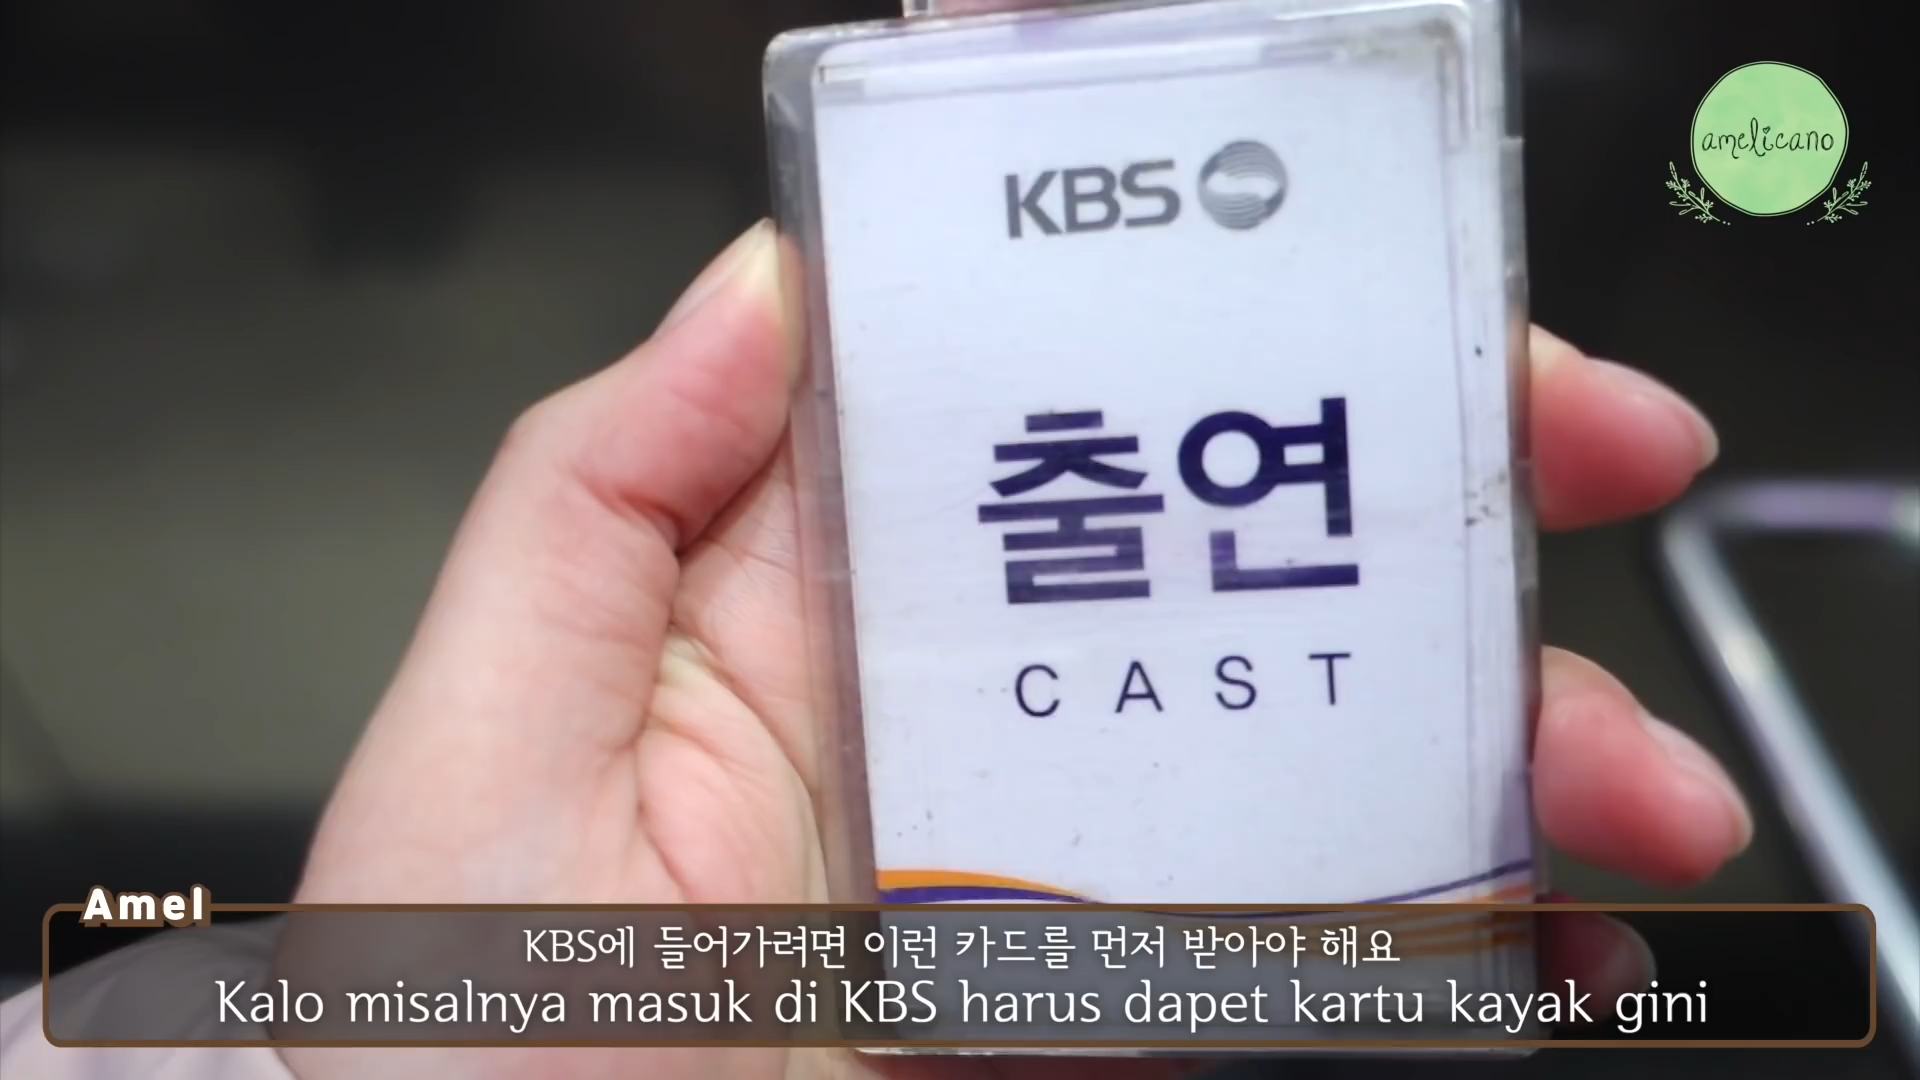 KBS
amelicano
출연
CAST
Amel
KBS에 들어가려면 이런 카드를 먼저 받아야 해요
Kalo misalnya masuk di KBS harus dapet kartu kayak gini